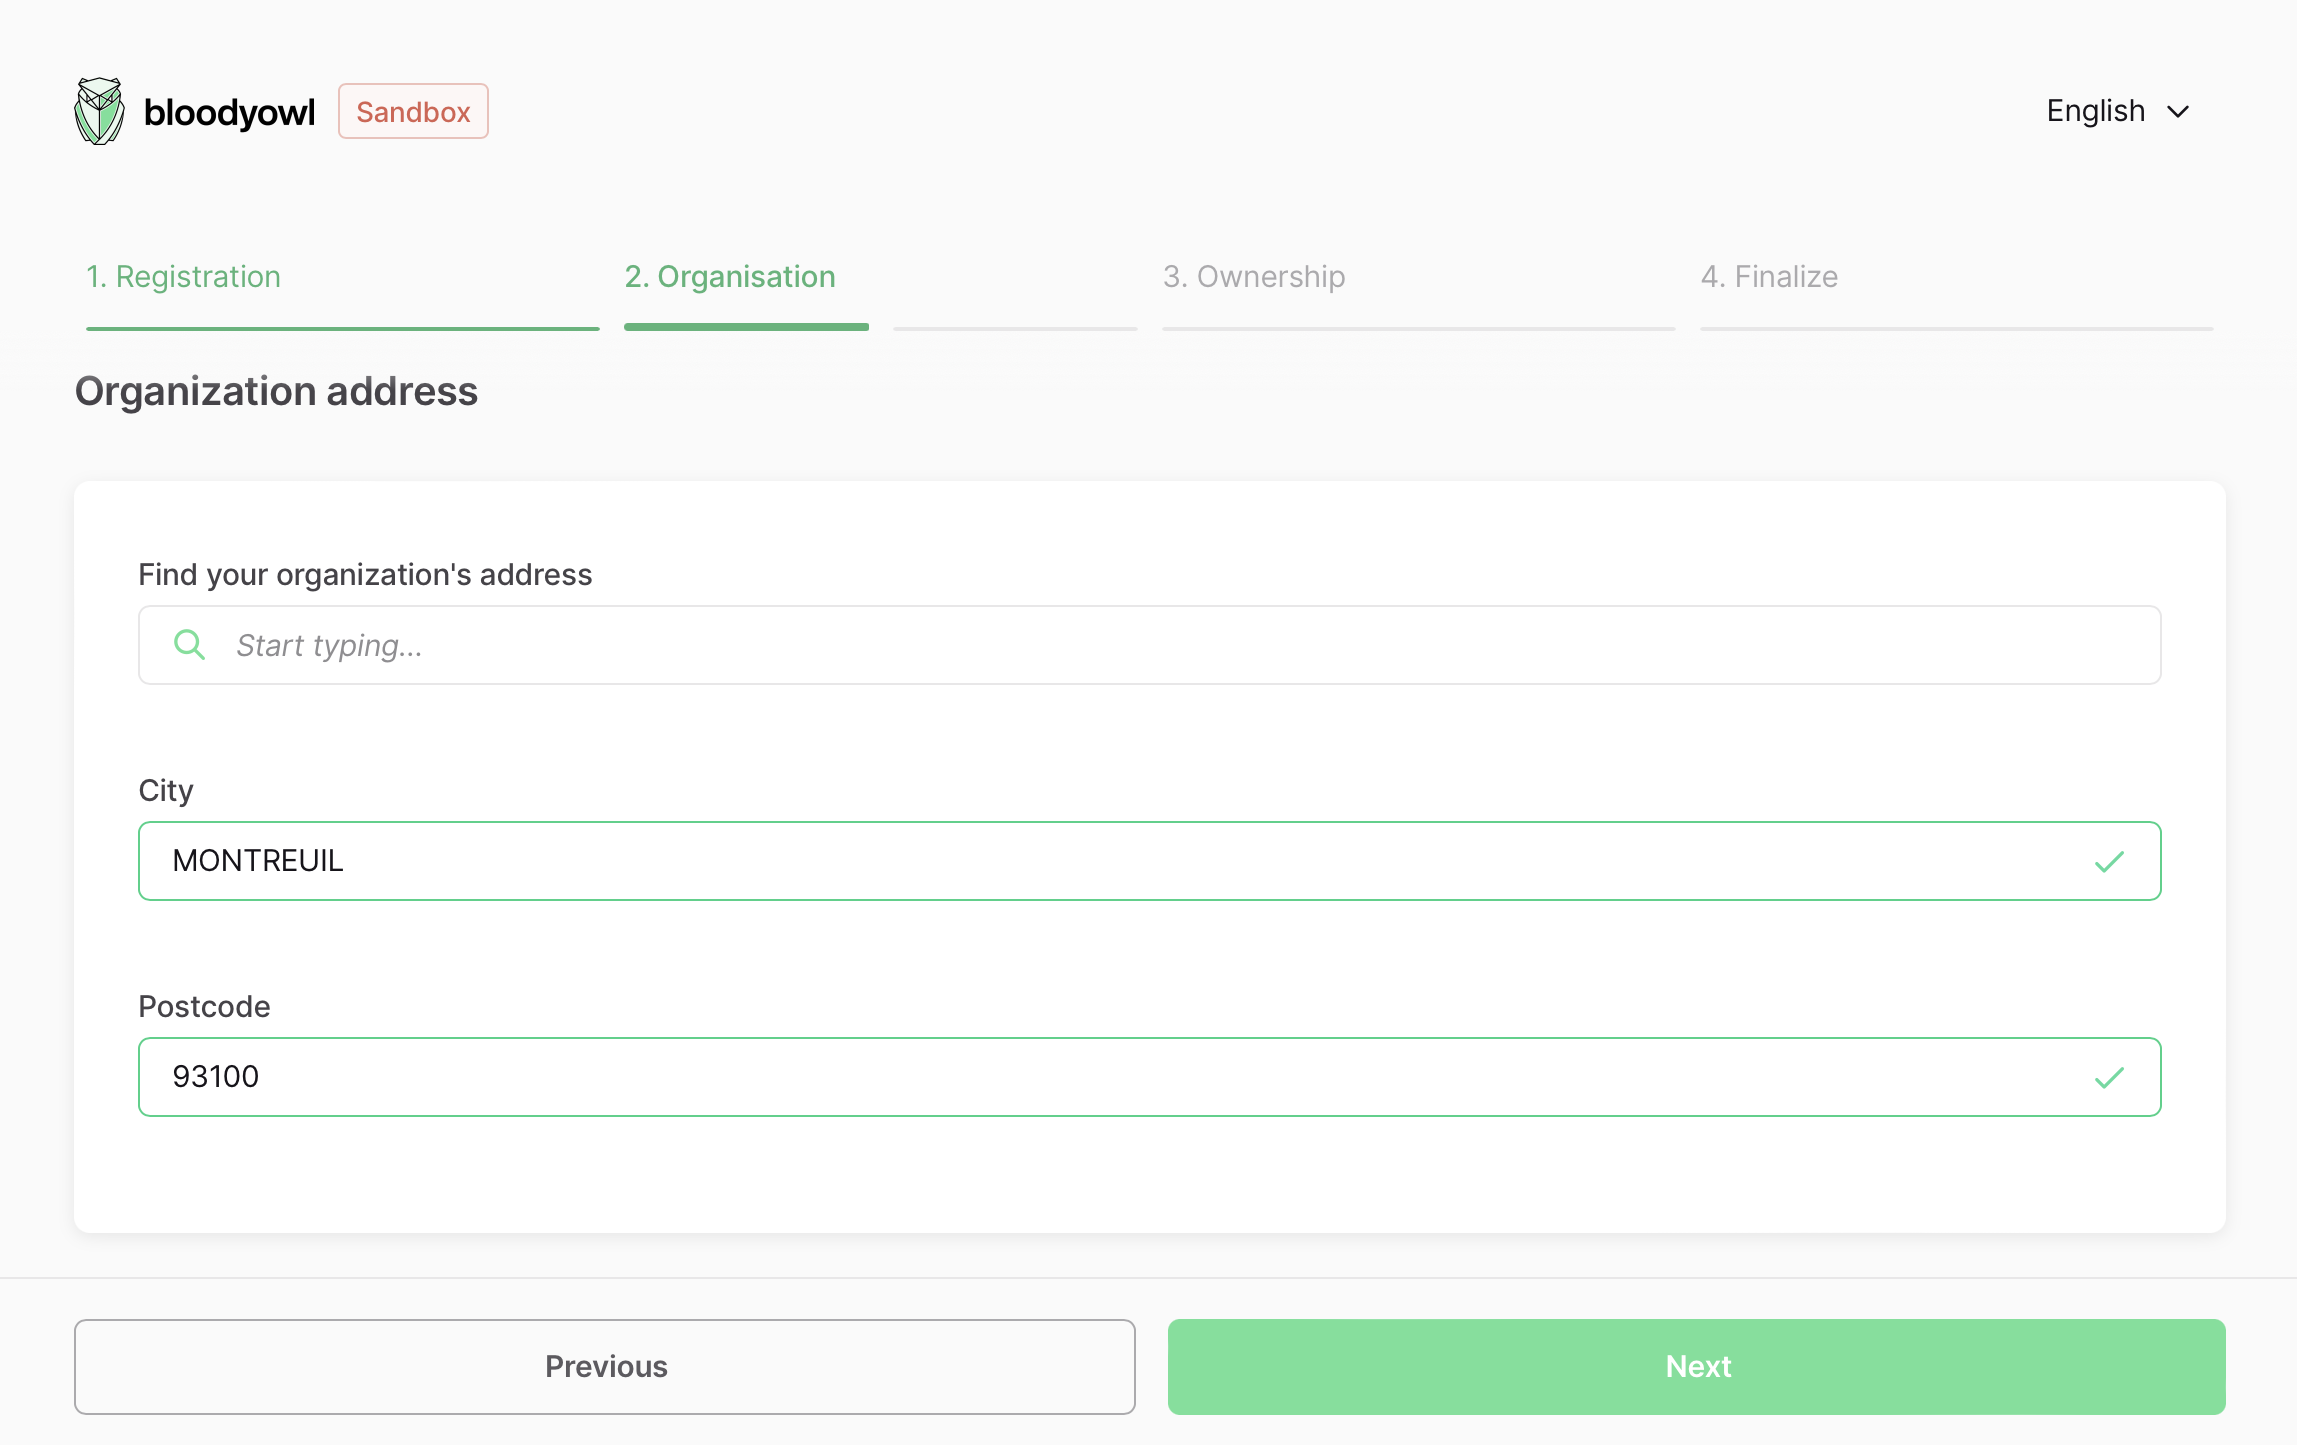 bloodyowl Sandbox English
1. Registration 2. Organisation 3. Ownership 4. Finalize
Organization address
Find your organization's address
Start typing...
City
MONTREUIL
Postcode
93100
Previous Next